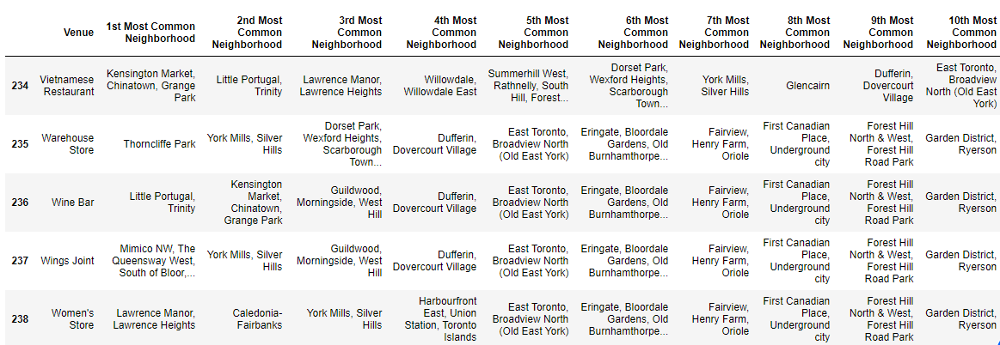 Venue
1st Most Common
Neighborhood
2nd Most
Common
Neighborhood
3rd Most
Common
Neighborhood
4th Most
Common
Neighborhood
5th Most
Common
Neighborhood
6th Most
Common
Neighborhood
7th Most
Common
Neighborhood
8th Most
Common
Neighborhood
9th Most
Common
Neighborhood
10th Most
Common
Neighborhood
234
Vietnamese
Restaurant
Kensington Market,
Chinatown, Grange
Park
Little Portugal,
Trinity
Lawrence Manor,
Lawrence Heights
Willowdale,
Willowdale East
Summerhill West,
Rathnelly, South
Hill, Forest...
Dorset Park,
Wexford Heights,
Scarborough
Town...
York Mills,
Silver Hills
Glencairn
Dufferin,
Dovercourt
Village
East Toronto,
Broadview
North (Old East
York)
235
Warehouse
Store
Thorncliffe Park
York Mills, Silver
Hills
Dorset Park,
Wexford Heights,
Scarborough
Town...
Dufferin,
Dovercourt Village
East Toronto,
Broadview North
(Old East York)
Eringate, Bloordale
Gardens, Old
Burnhamthorpe...
Fairview,
Henry Farm,
Oriole
First Canadian
Place,
Underground
city
Forest Hill
North & West,
Forest Hill
Road Park
Garden District,
Ryerson
236
Wine Bar
Little Portugal,
Trinity
Kensington
Market,
Chinatown,
Grange Park
Guildwood,
Morningside, West
Hill
Dufferin,
Dovercourt Village
East Toronto,
Broadview North
(Old East York)
Eringate, Bloordale
Gardens, Old
Burnhamthorpe...
Fairview,
Henry Farm,
Oriole
First Canadian
Place,
Underground
city
Forest Hill
North & West,
Forest Hill
Road Park
Garden District,
Ryerson
237
Wings Joint
Mimico NW, The
Queensway West,
South of Bloor,...
York Mills, Silver
Hills
Guildwood,
Morningside, West
Hill
Dufferin,
Dovercourt Village
East Toronto,
Broadview North
(Old East York)
Eringate, Bloordale
Gardens, Old
Burnhamthorpe...
Fairview,
Henry Farm,
Oriole
First Canadian
Place,
Underground
city
Forest Hill
North & West,
Forest Hill
Road Park
Garden District,
Ryerson
238
Women's
Store
Lawrence Manor,
Lawrence Heights
Caledonia-
Fairbanks
York Mills, Silver
Hills
Harbourfront
East, Union
Station, Toronto
Islands
East Toronto,
Broadview North
(Old East York)
Eringate, Bloordale
Gardens, Old
Burnhamthorpe...
Fairview,
Henry Farm,
Oriole
First Canadian
Place,
Underground
city
Forest Hill
North & West,
Forest Hill
Road Park
Garden District,
Ryerson